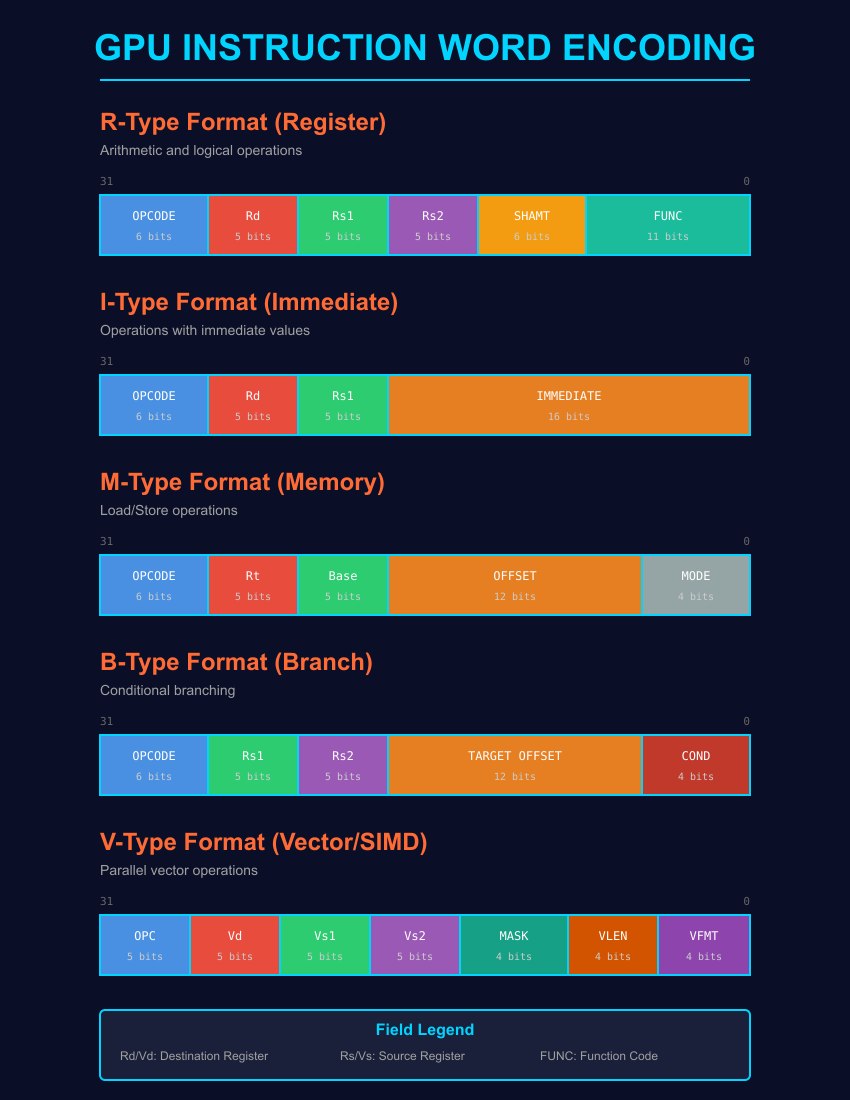 GPU INSTRUCTION WORD ENCODING
R-Type Format (Register)
Arithmetic and logical operations
31 0
OPCODE Rd Rs1 Rs2 SHAMT FUNC
6 bits 5 bits 5 bits 5 bits 6 bits 11 bits
I-Type Format (Immediate)
Operations with immediate values
31 0
OPCODE Rd Rs1 IMMEDIATE
6 bits 5 bits 5 bits 16 bits
M-Type Format (Memory)
Load/Store operations
31 0
OPCODE Rt Base OFFSET MODE
6 bits 5 bits 5 bits 12 bits 4 bits
B-Type Format (Branch)
Conditional branching
31 0
OPCODE Rs1 Rs2 TARGET OFFSET COND
6 bits 5 bits 5 bits 12 bits 4 bits
V-Type Format (Vector/SIMD)
Parallel vector operations
31 0
OPC Vd Vs1 Vs2 MASK VLEN VFMT
5 bits 5 bits 5 bits 5 bits 4 bits 4 bits 4 bits
Field Legend
Rd/Vd: Destination Register Rs/Vs: Source Register FUNC: Function Code